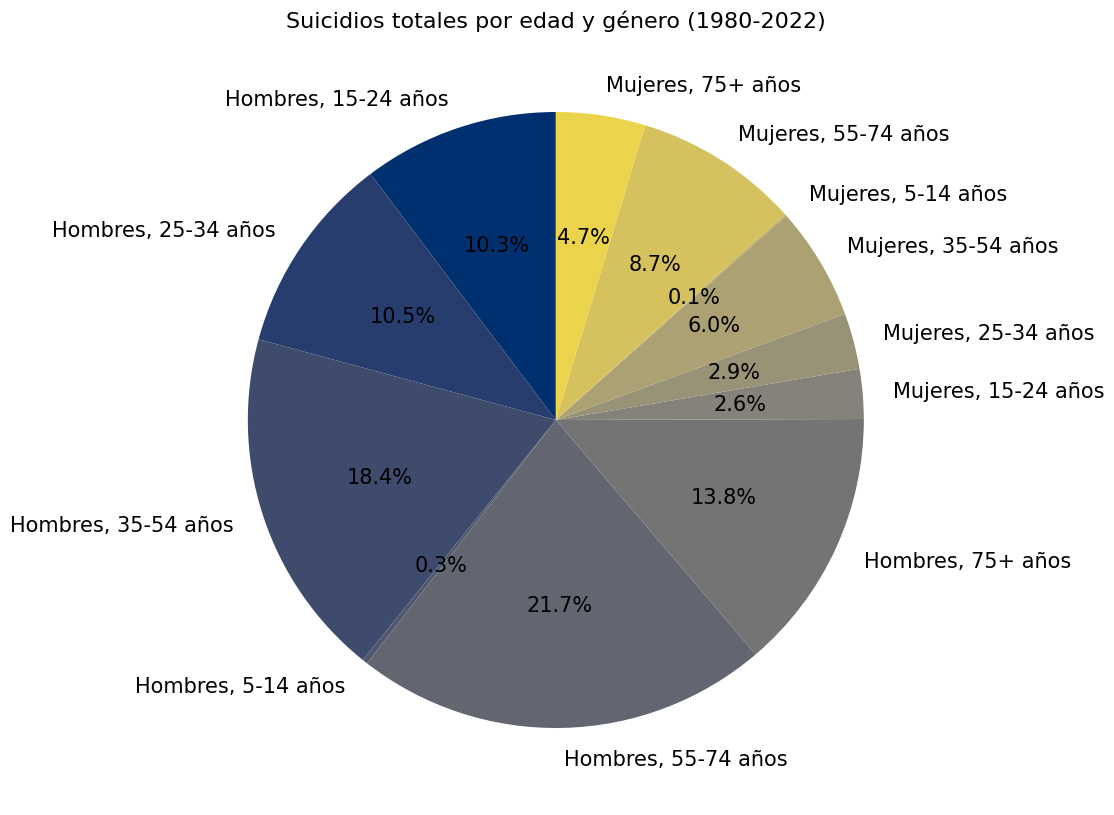 Suicidios totales por edad y género (1980-2022)
Mujeres, 75+ años
Hombres, 15-24 años
Mujeres, 55-74 años
Mujeres, 5-14 años
Hombres, 25-34 años
4.7%
10.3%
Mujeres, 35-54 años
8.7%
0.1%
10.5%
6.0%
Mujeres, 25-34 años
2.9%
Mujeres, 15-24 años
2.6%
18.4%
13.8%
Hombres, 35-54 años
0.3%
Hombres, 75+ años
21.7%
Hombres, 5-14 años
Hombres, 55-74 años